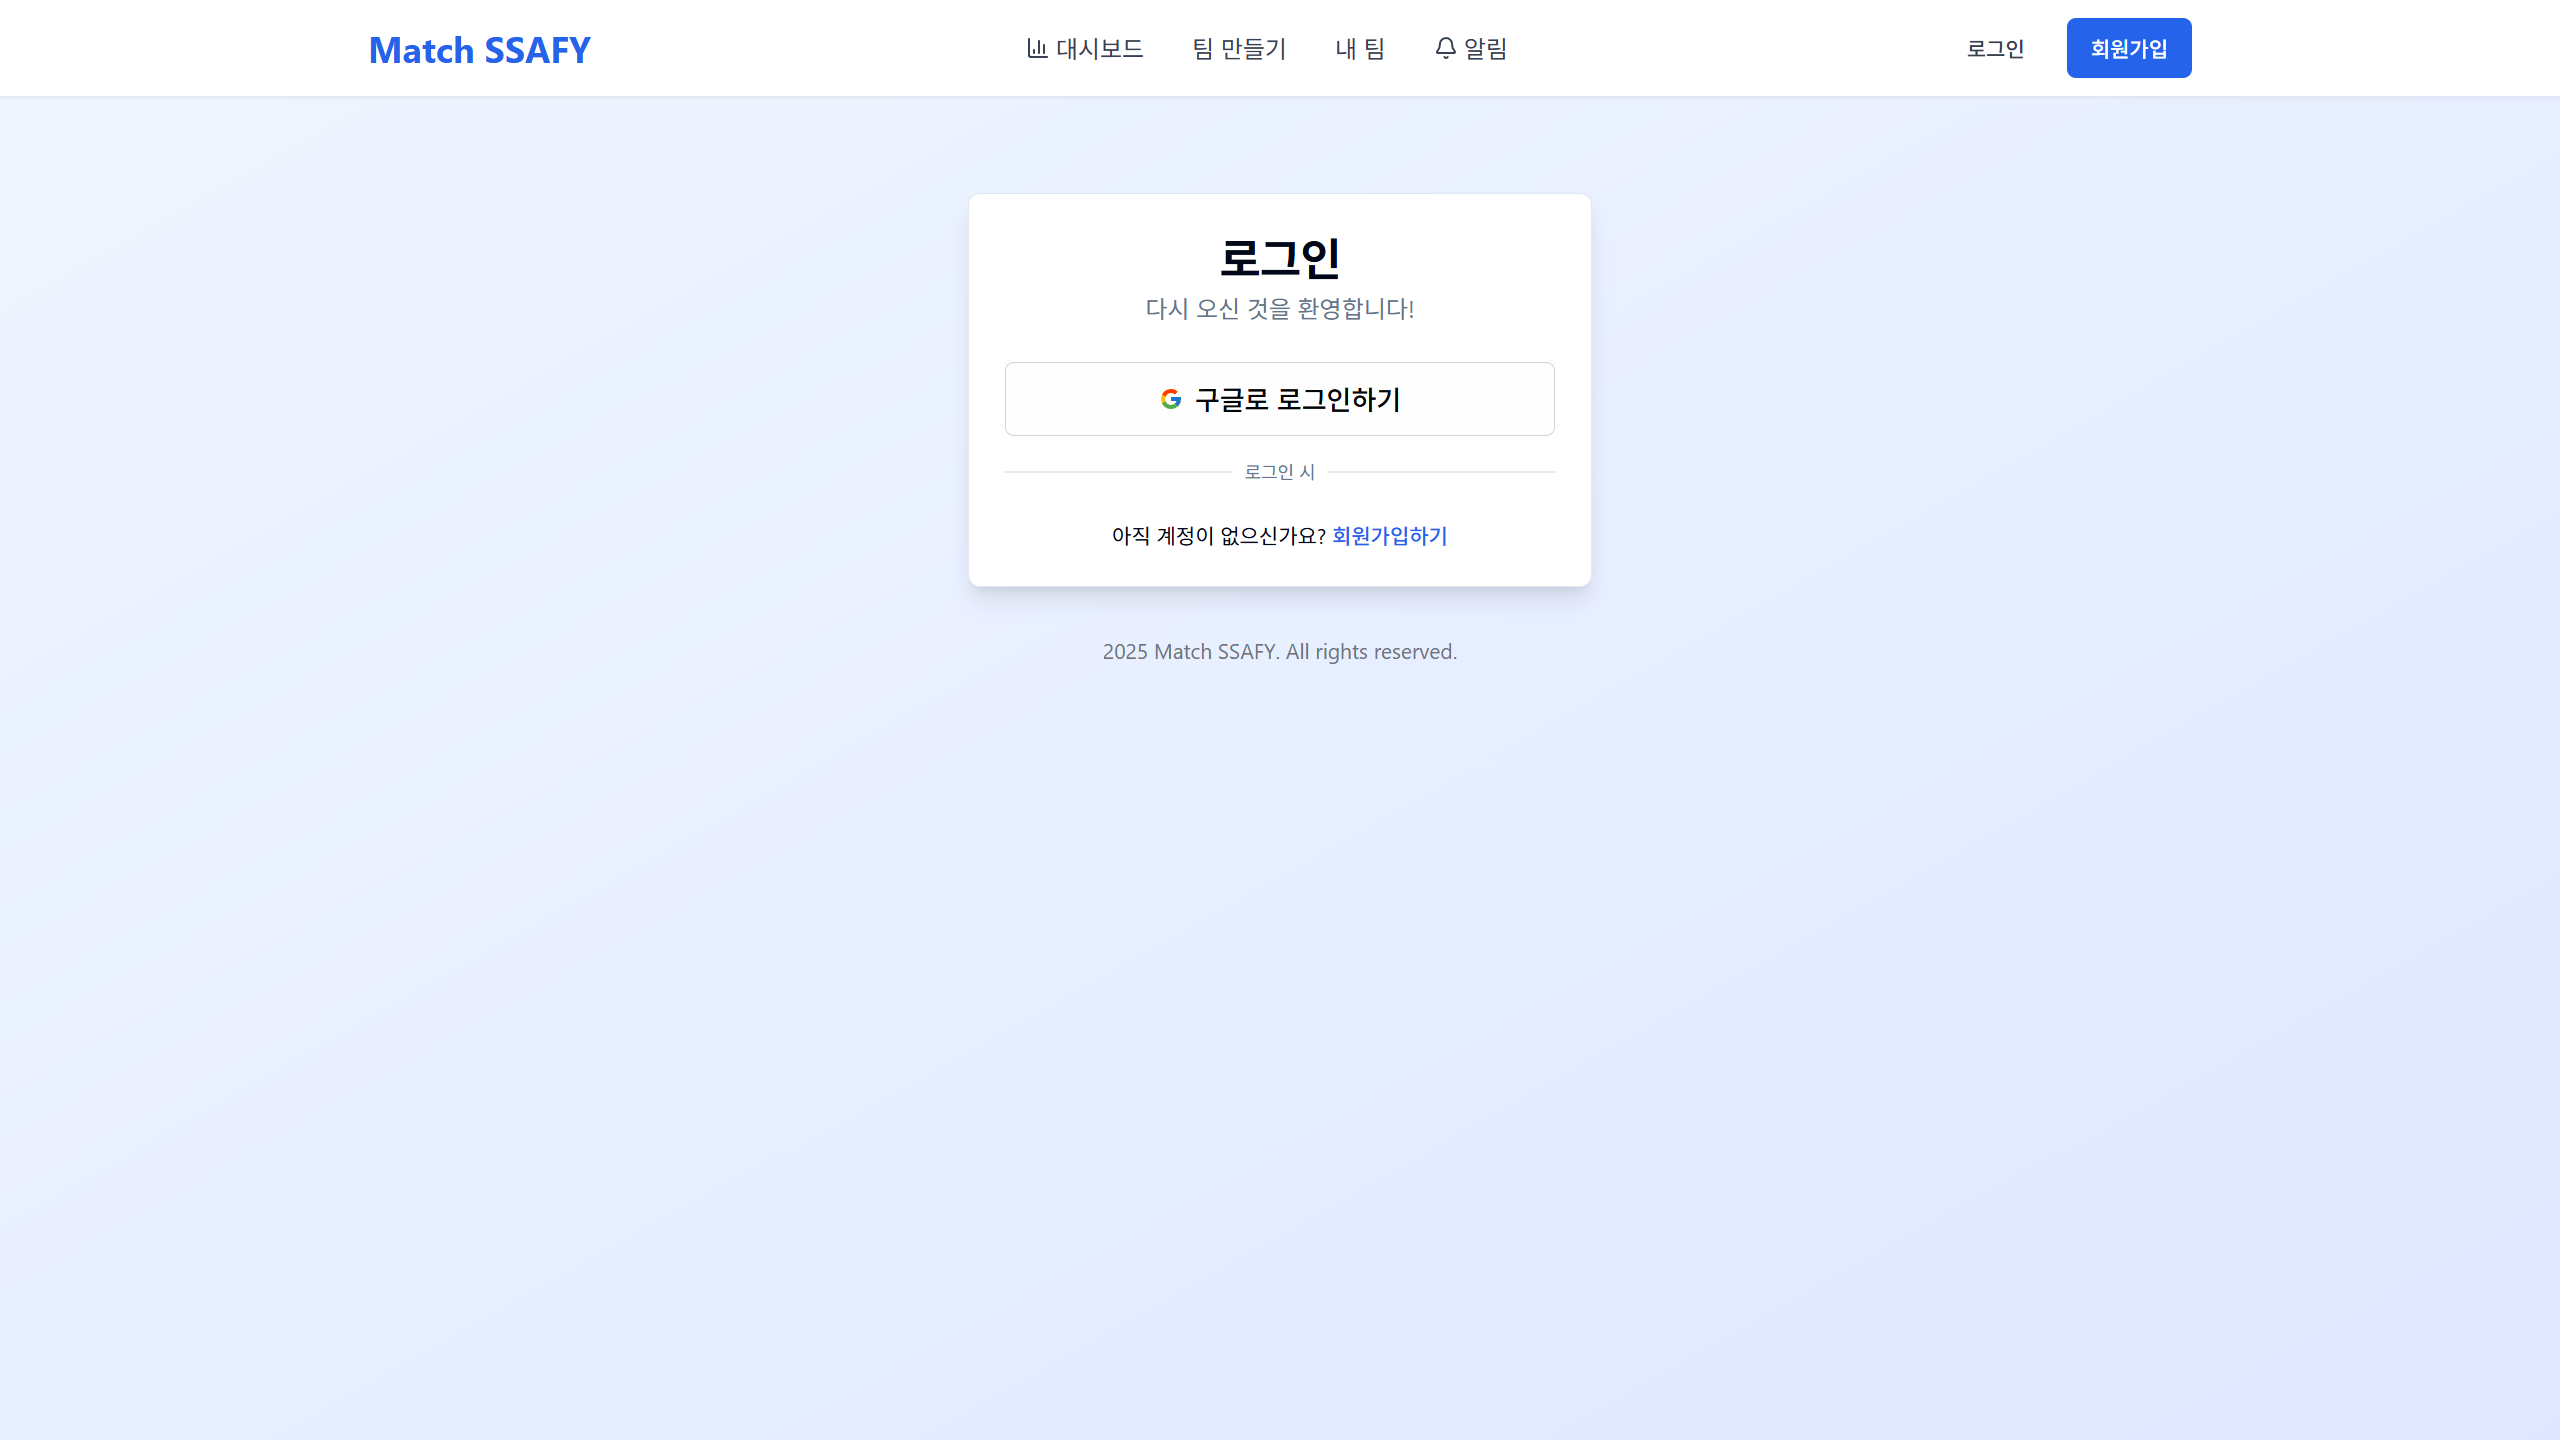 Match SSAFY
대시보드 팀 만들기 내 팀 알림
로그인 회원가입
로그인
다시 오신 것을 환영합니다!
구글로 로그인하기
로그인 시
아직 계정이 없으신가요? 회원가입하기
2025 Match SSAFY. All rights reserved.